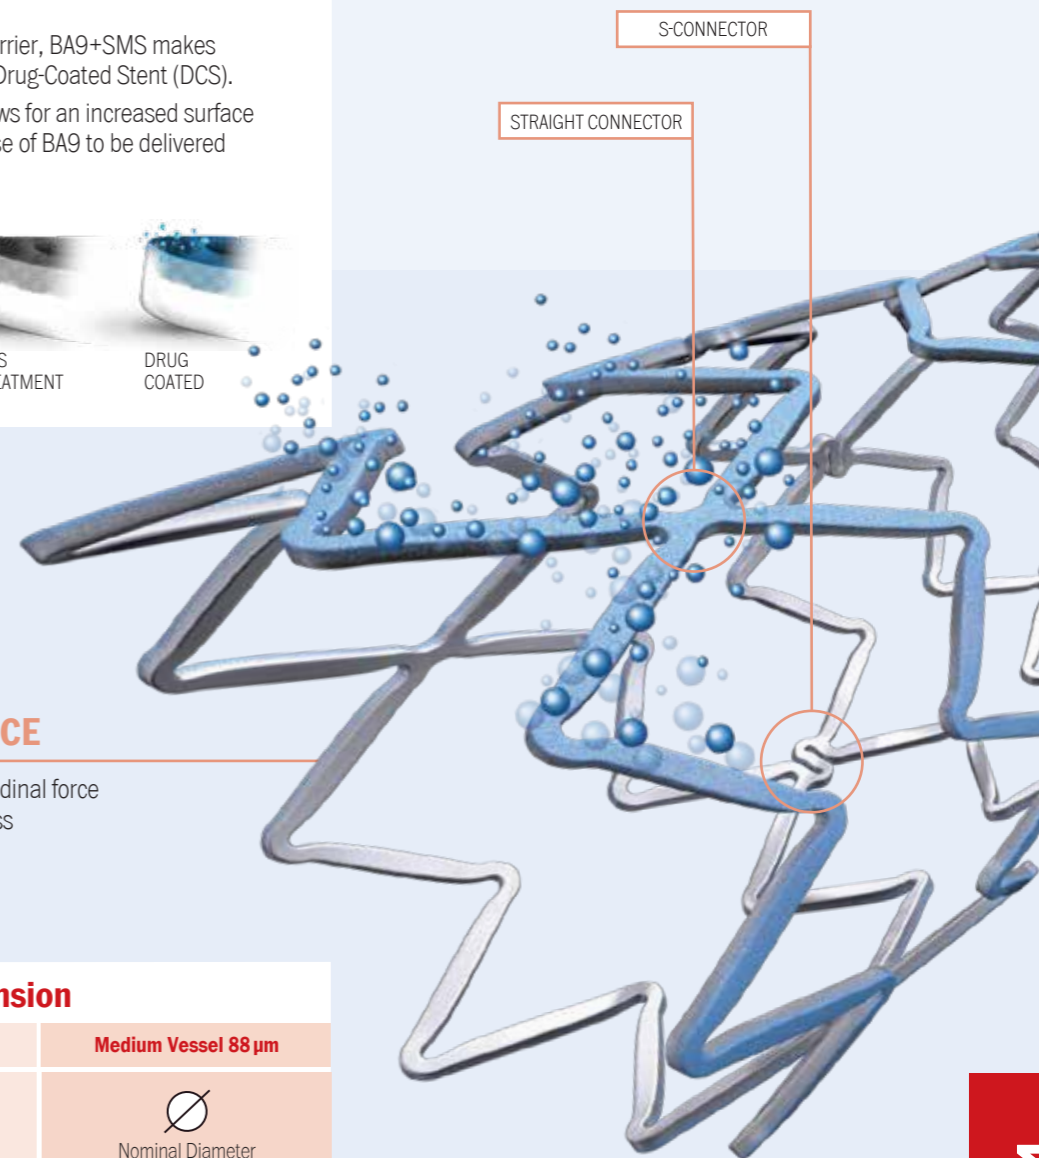 S-CONNECTOR
STRAIGHT CONNECTOR
rrier, BA9+SMS makes
Drug-Coated Stent (DCS).
ws for an increased surface
se of BA9 to be delivered
S
EATMENT
DRUG
COATED
CE
dinal force
ss
nsion
Medium Vessel 88 µm
Nominal Diameter